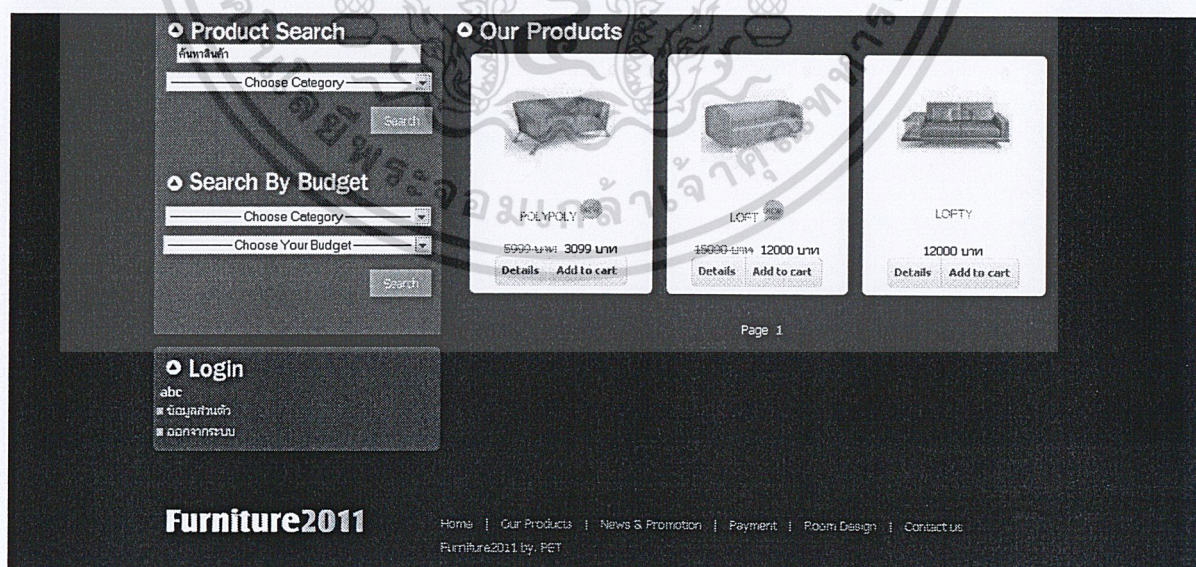 Product Search
ค้นหาสินค้า
Choose Category
Search
Search By Budget
Choose Category
Choose Your Budget
Search
Login
abc
ข้อมูลส่วนตัว
ออกจากระบบ
Our Products
POLYPOLY
5999 บาท 3099 บาท
Details Add to cart
LOFT
15000 บาท 12000 บาท
Details Add to cart
LOFTY
12000 บาท
Details Add to cart
Page 1
Furniture2011
Home | Our Products | News & Promotion | Payment | Room Design | Contact us
Furniture2011 by. PET